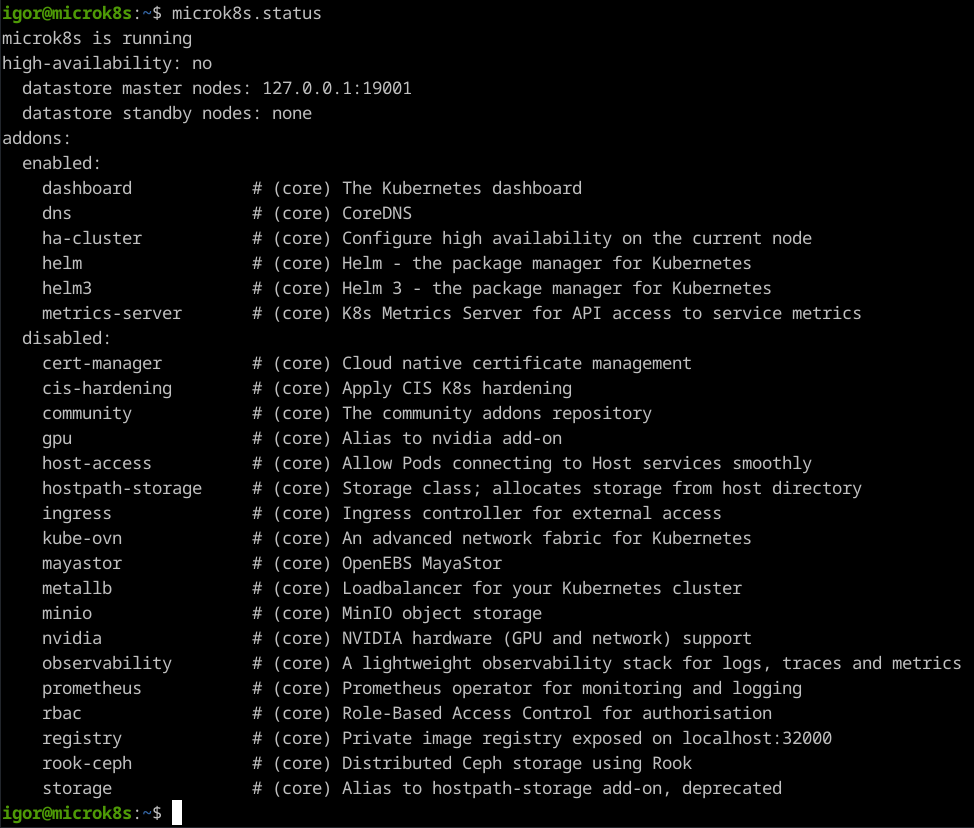 igor@microk8s:~$ microk8s.status
microk8s is running
high-availability: no
  datastore master nodes: 127.0.0.1:19001
  datastore standby nodes: none
addons:
  enabled:
    dashboard            # (core) The Kubernetes dashboard
    dns                  # (core) CoreDNS
    ha-cluster           # (core) Configure high availability on the current node
    helm                 # (core) Helm - the package manager for Kubernetes
    helm3                # (core) Helm 3 - the package manager for Kubernetes
    metrics-server       # (core) K8s Metrics Server for API access to service metrics
  disabled:
    cert-manager         # (core) Cloud native certificate management
    cis-hardening        # (core) Apply CIS K8s hardening
    community            # (core) The community addons repository
    gpu                  # (core) Alias to nvidia add-on
    host-access          # (core) Allow Pods connecting to Host services smoothly
    hostpath-storage     # (core) Storage class; allocates storage from host directory
    ingress              # (core) Ingress controller for external access
    kube-ovn             # (core) An advanced network fabric for Kubernetes
    mayastor             # (core) OpenEBS MayaStor
    metallb              # (core) Loadbalancer for your Kubernetes cluster
    minio                # (core) MinIO object storage
    nvidia               # (core) NVIDIA hardware (GPU and network) support
    observability        # (core) A lightweight observability stack for logs, traces and metrics
    prometheus           # (core) Prometheus operator for monitoring and logging
    rbac                 # (core) Role-Based Access Control for authorisation
    registry             # (core) Private image registry exposed on localhost:32000
    rook-ceph            # (core) Distributed Ceph storage using Rook
    storage              # (core) Alias to hostpath-storage add-on, deprecated
igor@microk8s:~$